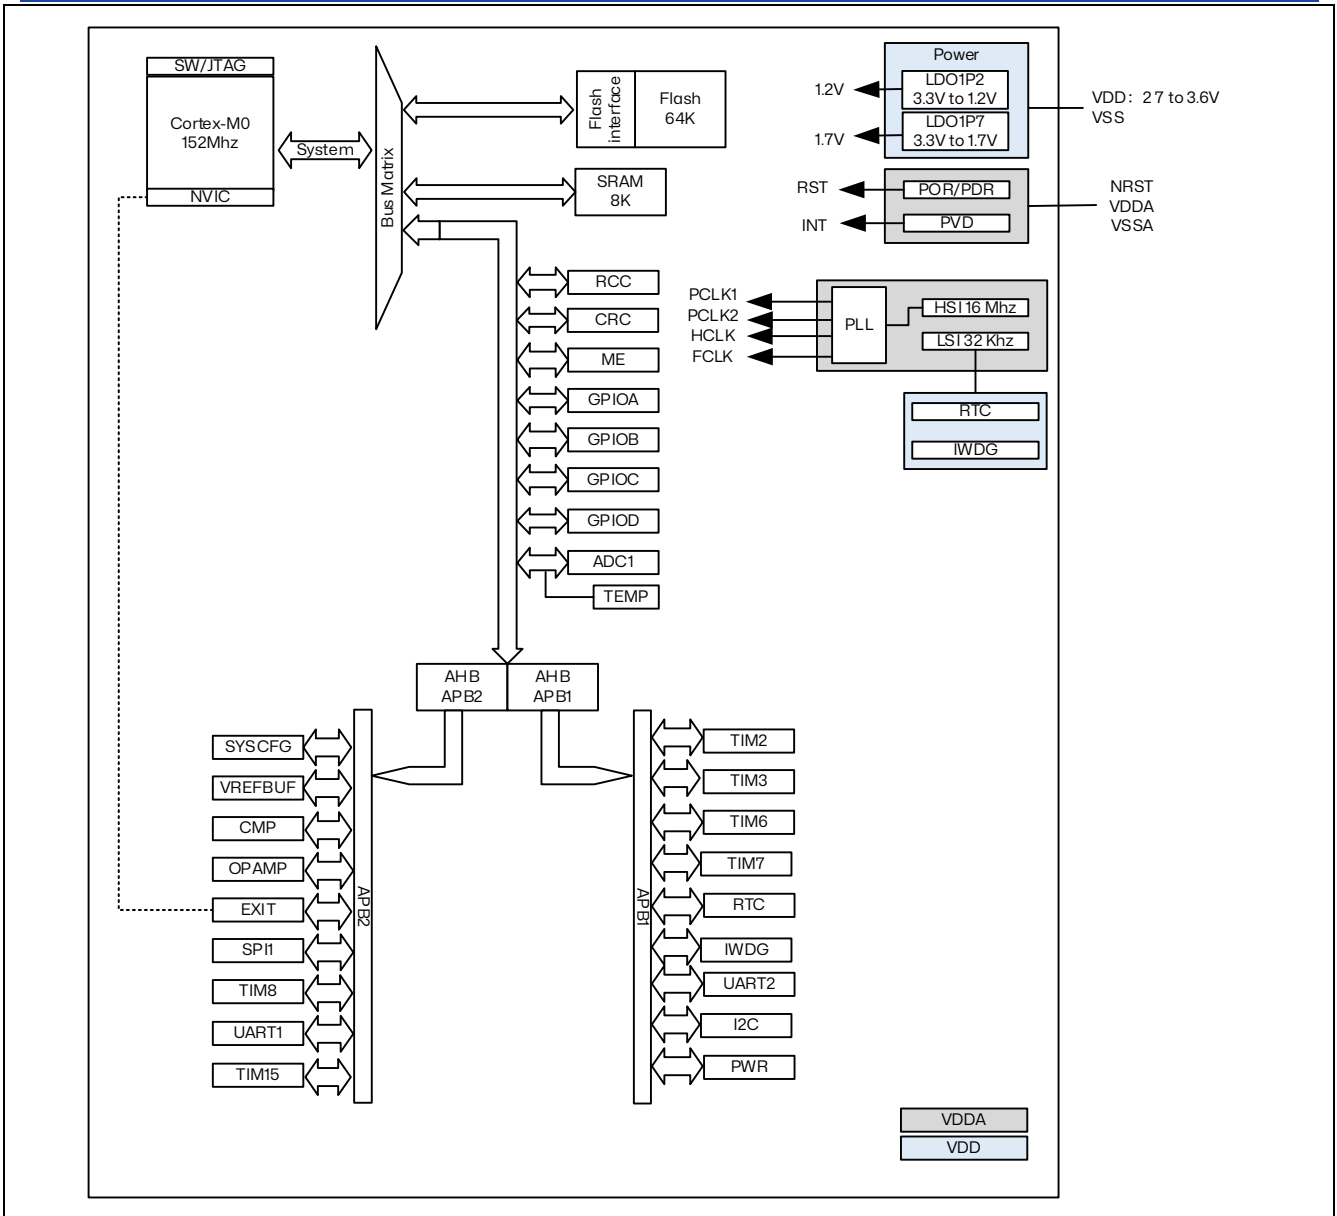 SW/JTAG
Cortex-M0
152Mhz
NVIC
System
Bus Matrix
Flash
interface
Flash
64K
SRAM
8K
Power
LDO1P2
3.3V to 1.2V
LDO1P7
3.3V to 1.7V
1.2V
1.7V
VDD: 2 7 to 3.6V
VSS
RST
INT
POR/PDR
PVD
NRST
VDDA
VSSA
PCLK1
PCLK2
HCLK
FCLK
PLL
HSI 16 Mhz
LSI 32 Khz
RTC
IWDG
RCC
CRC
ME
GPIOA
GPIOB
GPIOC
GPIOD
ADC1
TEMP
AHB
APB2
AHB
APB1
SYSCFG
VREFBUF
CMP
OPAMP
EXIT
SPI1
TIM8
UART1
TIM15
APB2
APB1
TIM2
TIM3
TIM6
TIM7
RTC
IWDG
UART2
I2C
PWR
VDDA
VDD